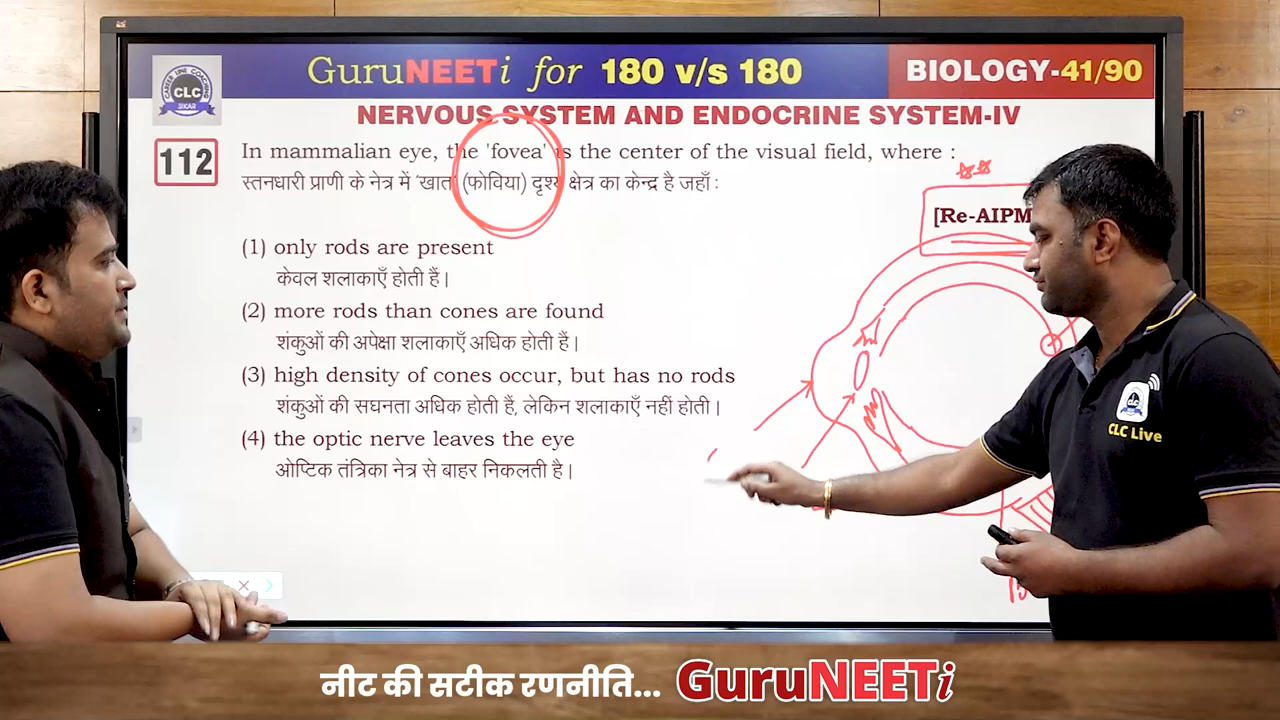 GuruNEETi for 180 v/s 180
BIOLOGY-41/90
CAREER LINE COACHING
CLC
SIKAR
NERVOUS SYSTEM AND ENDOCRINE SYSTEM-IV
112
In mammalian eye, the 'fovea' is the center of the visual field, where :
स्तनधारी प्राणी के नेत्र में 'खात' (फोविया) दृश्य क्षेत्र का केन्द्र है जहाँ :
[Re-AIPM
(1) only rods are present
केवल शलाकाएँ होती हैं।
(2) more rods than cones are found
शंकुओं की अपेक्षा शलाकाएँ अधिक होती हैं।
(3) high density of cones occur, but has no rods
शंकुओं की सघनता अधिक होती हैं, लेकिन शलाकाएँ नहीं होती।
(4) the optic nerve leaves the eye
ओप्टिक तंत्रिका नेत्र से बाहर निकलती है।
CLC Live
नीट की सटीक रणनीति... GuruNEETi